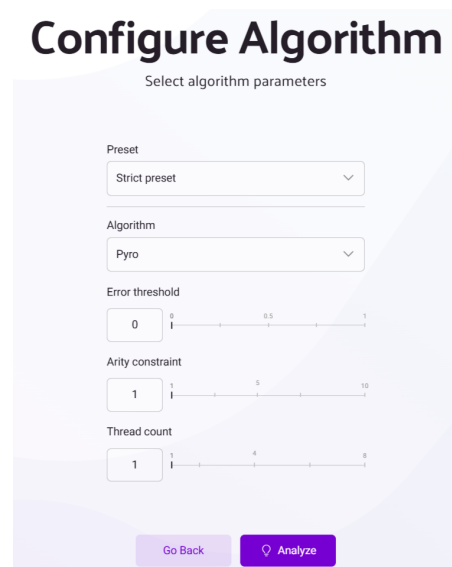 Configure Algorithm
Select algorithm parameters
Preset
Strict preset
Algorithm
Pyro
Error threshold
0 0 0.5 1
Arity constraint
1 1 5 10
Thread count
1 1 4 8
Go Back Analyze